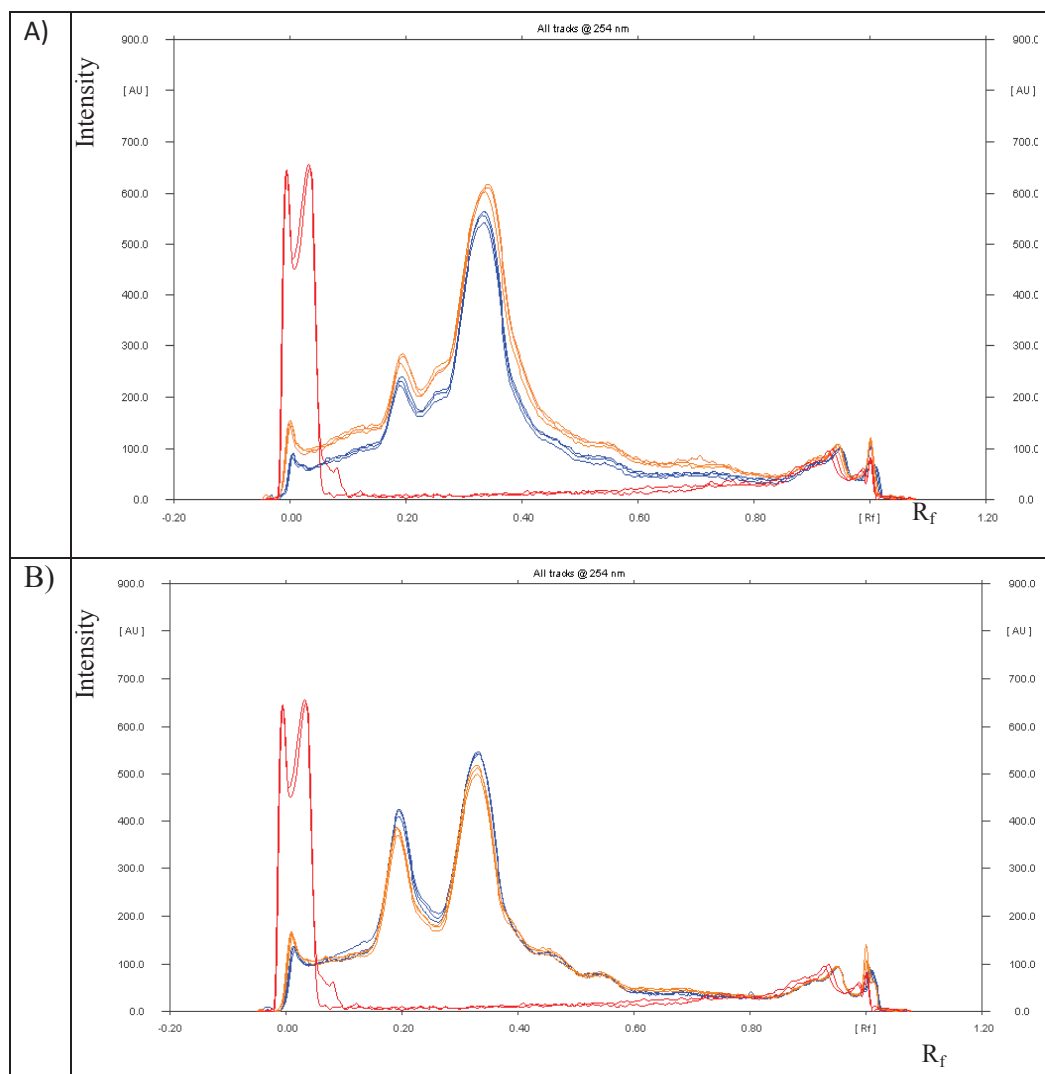 A)
All tracks @ 254 nm
Intensity
900.0 900.0
[ AU ] [ AU ]
700.0 700.0
600.0 600.0
500.0 500.0
400.0 400.0
300.0 300.0
200.0 200.0
100.0 100.0
0.0 0.0
-0.20 0.00 0.20 0.40 0.60 0.80 [ Rf ] Rf 1.20
B)
All tracks @ 254 nm
Intensity
900.0 900.0
[ AU ] [ AU ]
700.0 700.0
600.0 600.0
500.0 500.0
400.0 400.0
300.0 300.0
200.0 200.0
100.0 100.0
0.0 0.0
-0.20 0.00 0.20 0.40 0.60 0.80 [ Rf ] 1.20
Rf